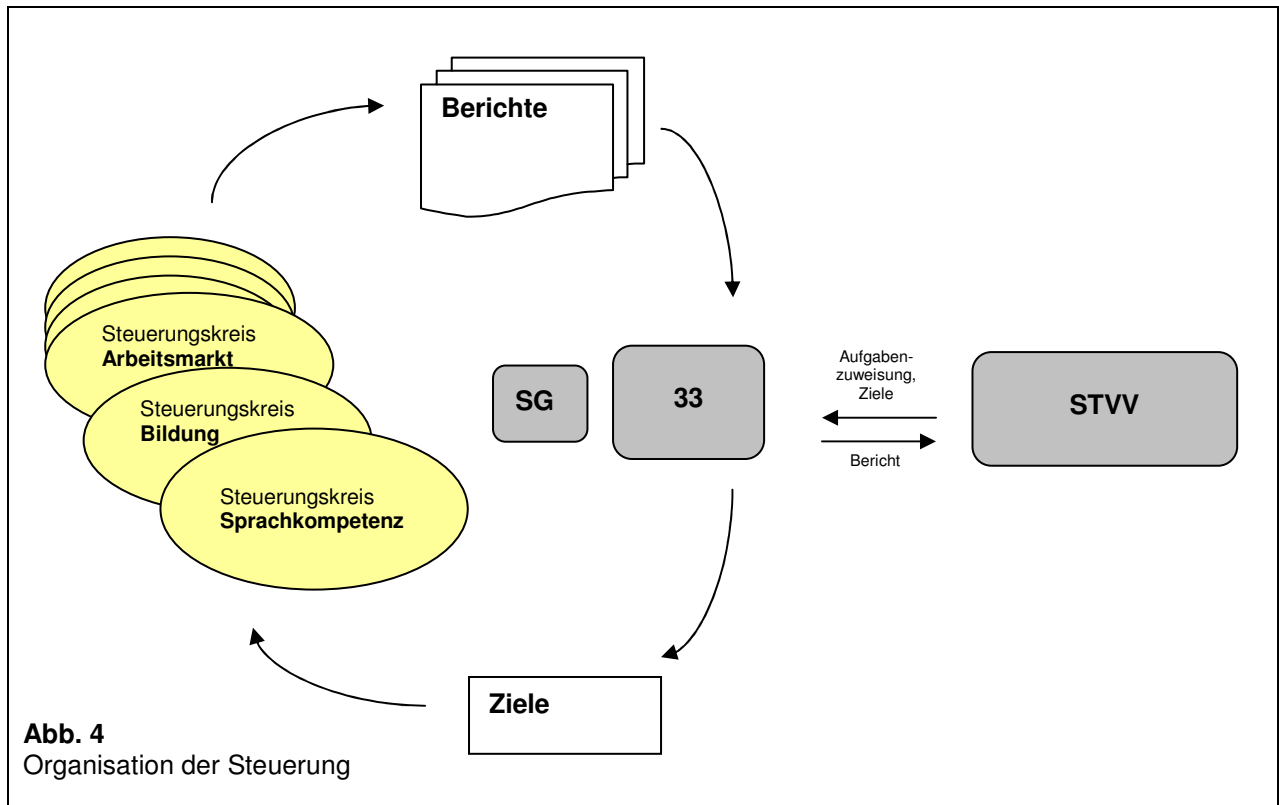 Berichte
Steuerungskreis
Arbeitsmarkt
Steuerungskreis
Bildung
Steuerungskreis
Sprachkompetenz
SG
33
Aufgaben-
zuweisung,
Ziele
Bericht
STVV
Ziele
Abb. 4
Organisation der Steuerung